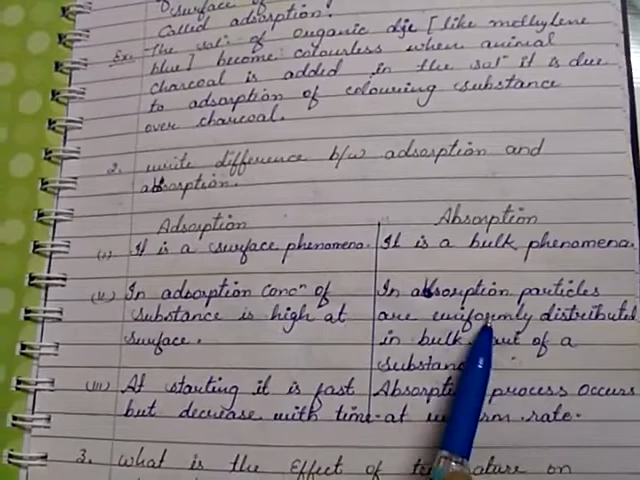 surface of
Called adsorption.
Ex. The solⁿ of organic dye [like methylene
blue] become colourless when animal
charcoal is added in the solⁿ it is due
to adsorption of colouring substance
over charcoal.
2. write difference b/w adsorption and
absorption.
Adsorption Absorption
(i) It is a surface phenomena. It is a bulk phenomena
(ii) In adsorption Concⁿ of In absorption particles
substance is high at are uniformly distributed
surface. in bulk of a
(iii) At starting it is fast process occurs
but decrease with time. at rate.
3. what is the Effect of on